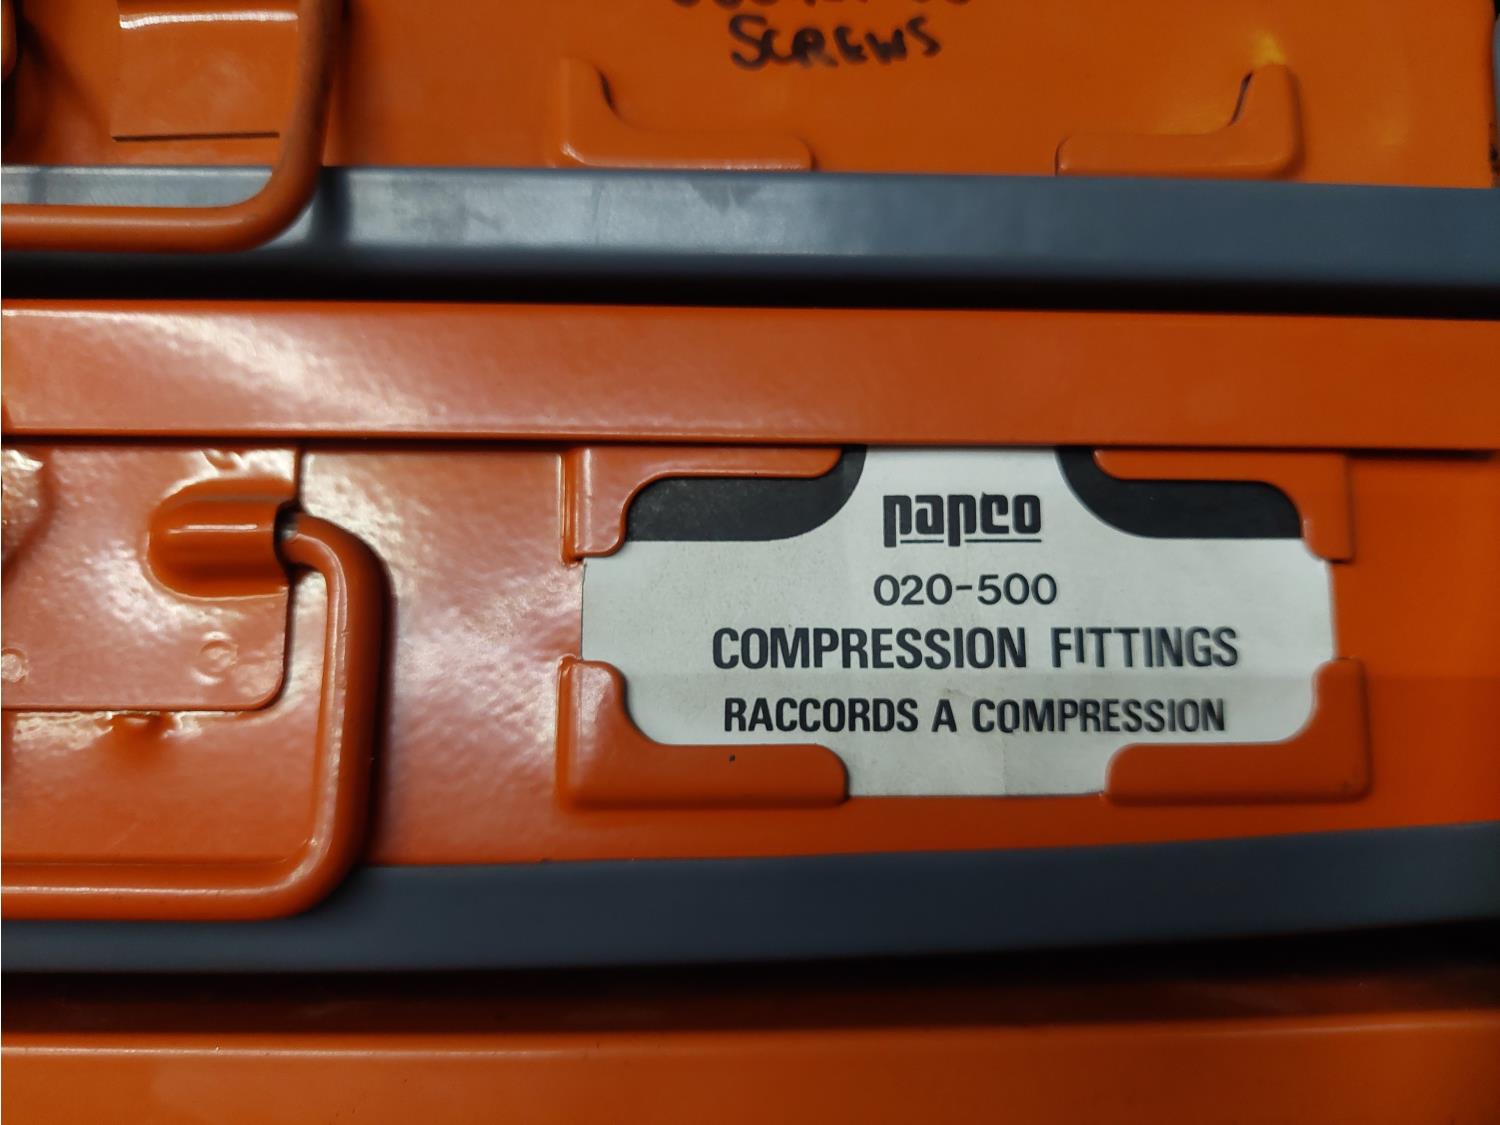 SCREWS
papco
020-500
COMPRESSION FITTINGS
RACCORDS A COMPRESSION